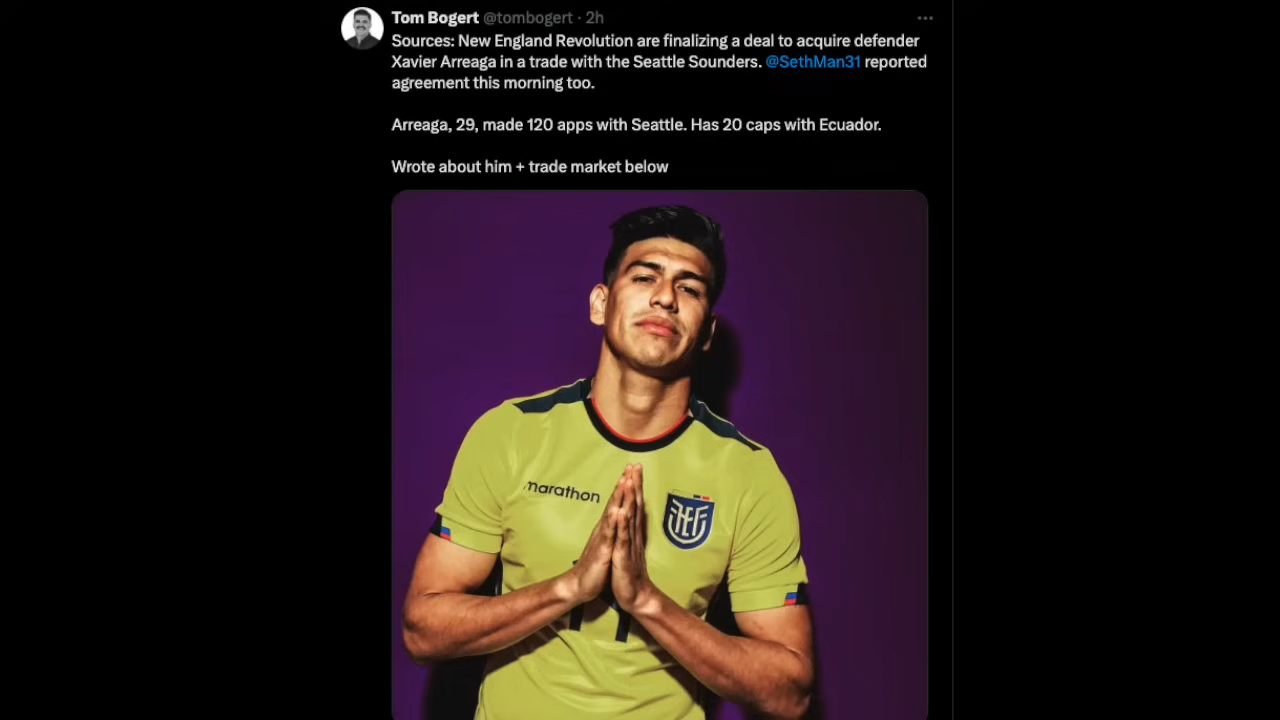 Tom Bogert @tombogert · 2h
Sources: New England Revolution are finalizing a deal to acquire defender
Xavier Arreaga in a trade with the Seattle Sounders. @SethMan31 reported
agreement this morning too.
Arreaga, 29, made 120 apps with Seattle. Has 20 caps with Ecuador.
Wrote about him + trade market below
marathon
FEF